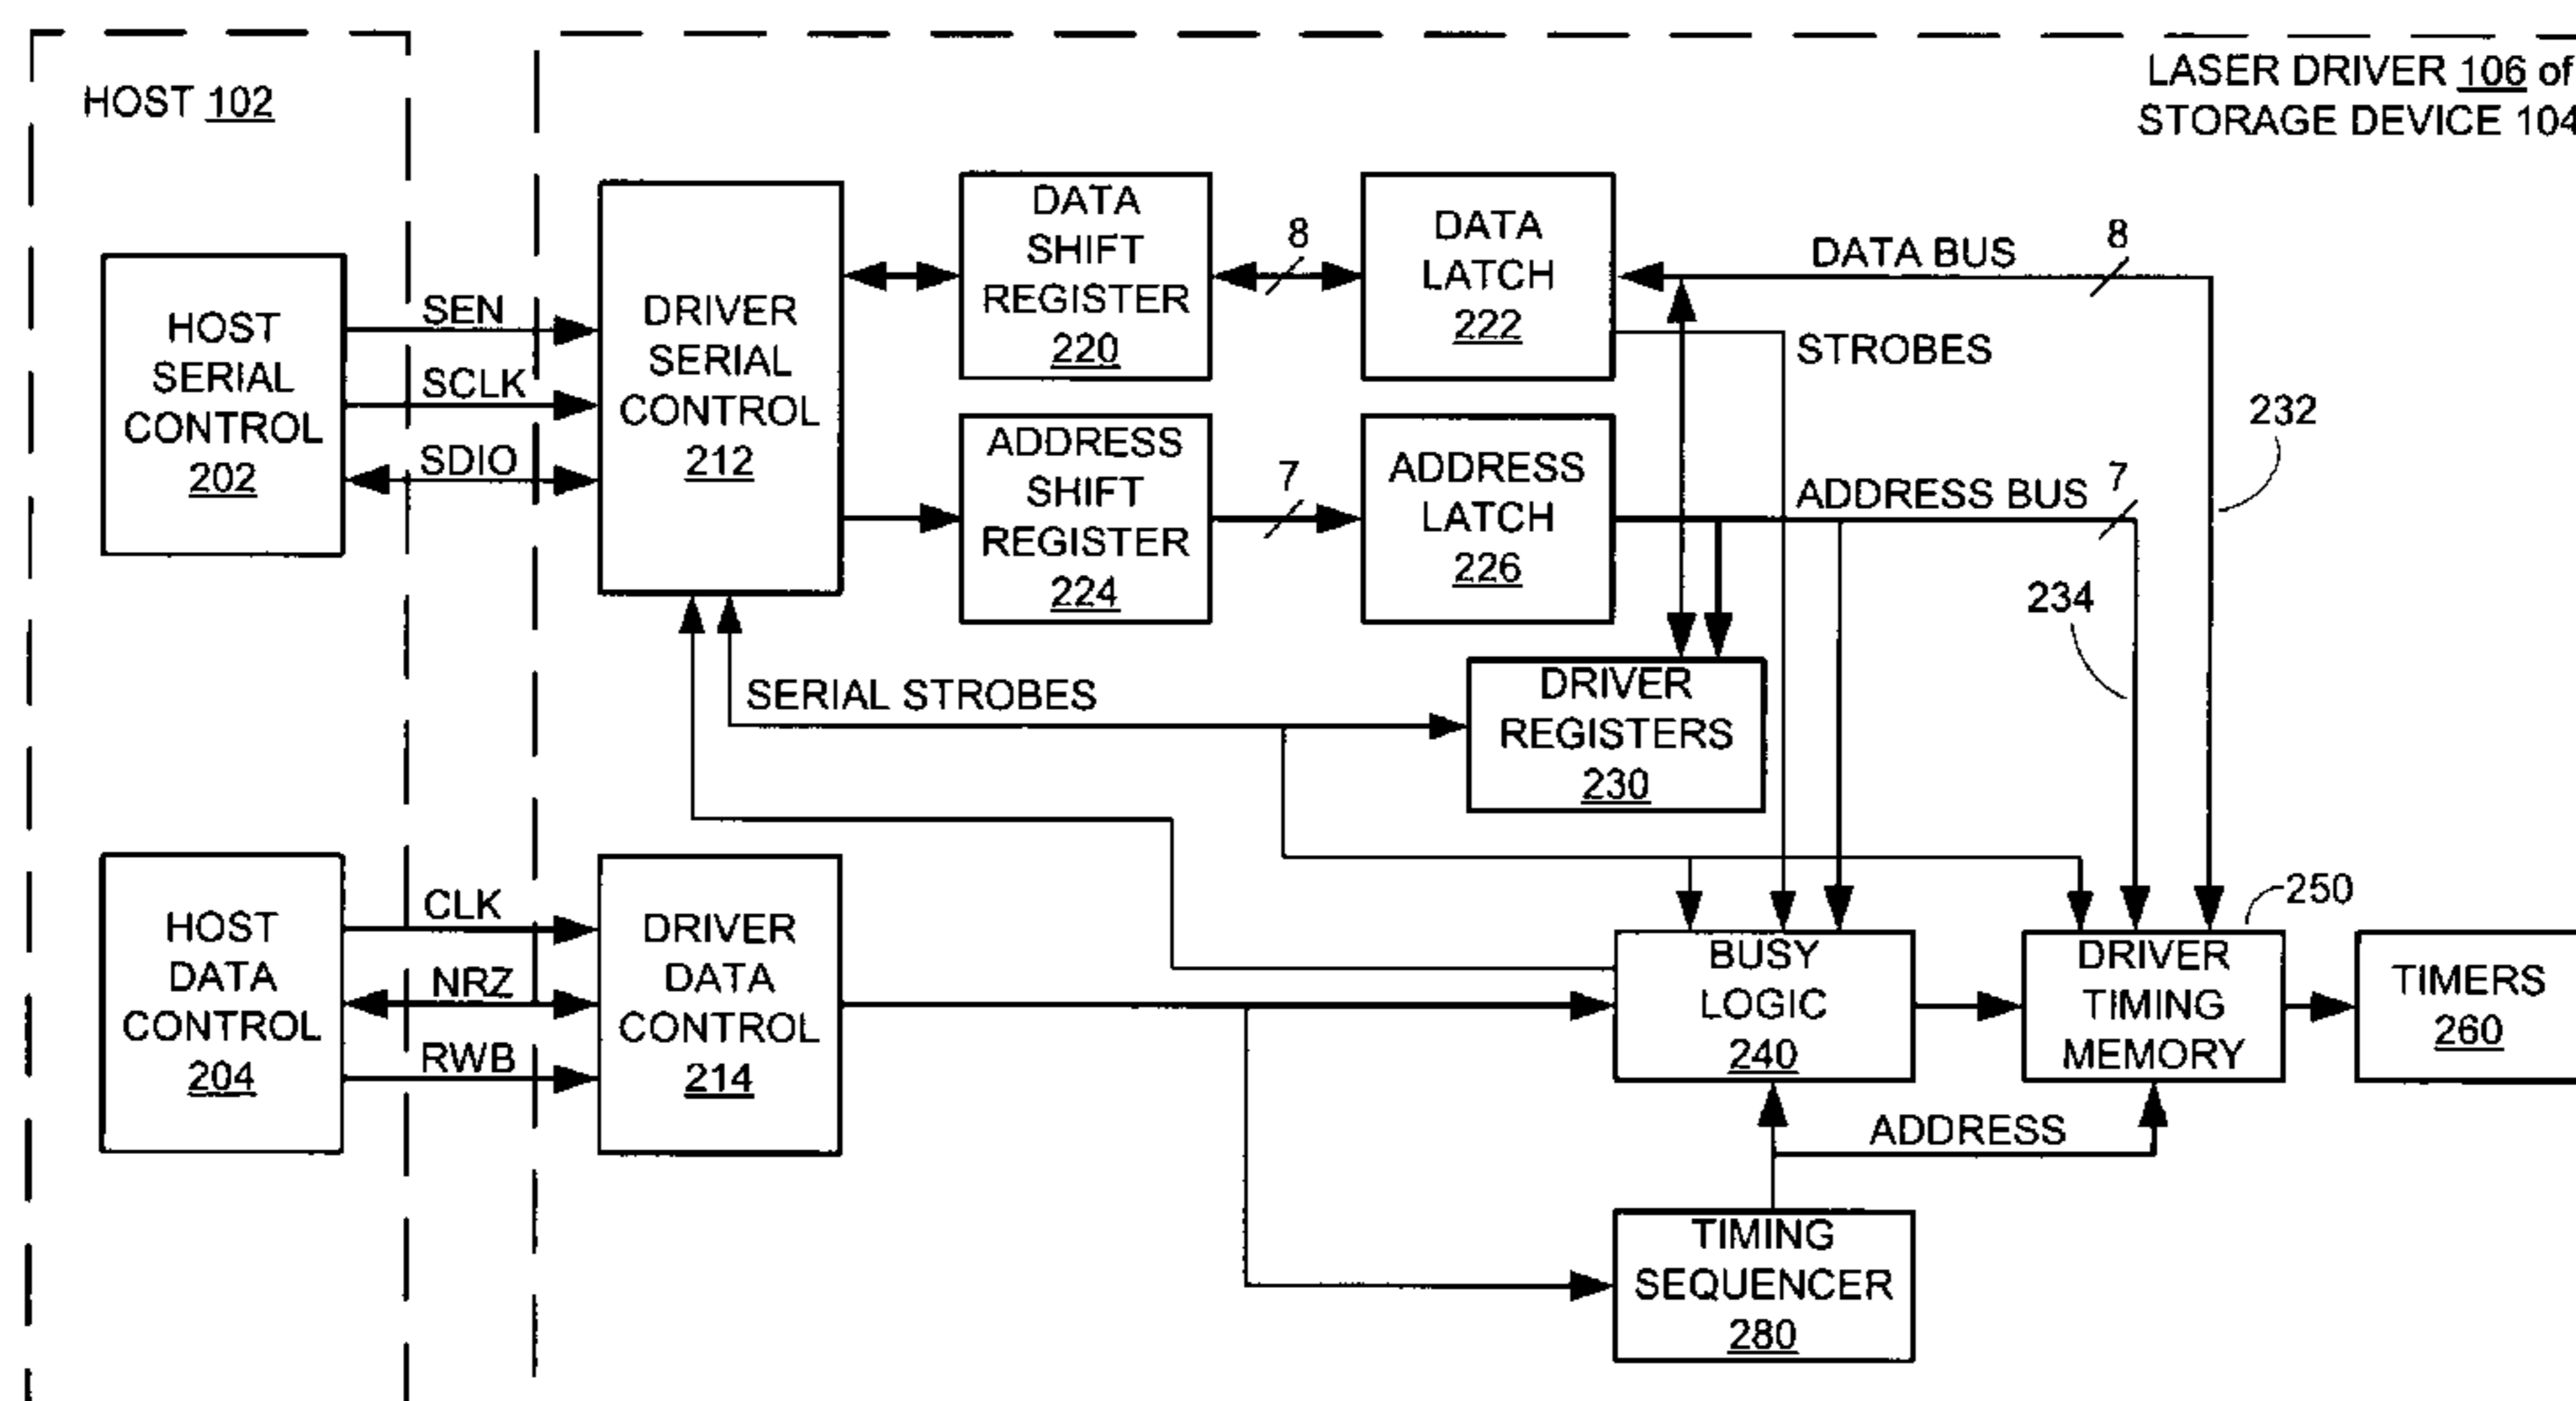 HOST 102
LASER DRIVER 106 of
STORAGE DEVICE 104
HOST
SERIAL
CONTROL
202
SEN
SCLK
SDIO
DRIVER
SERIAL
CONTROL
212
DATA
SHIFT
REGISTER
220
8
DATA
LATCH
222
DATA BUS
8
STROBES
232
ADDRESS
SHIFT
REGISTER
224
7
ADDRESS
LATCH
226
ADDRESS BUS
7
234
SERIAL STROBES
DRIVER
REGISTERS
230
HOST
DATA
CONTROL
204
CLK
NRZ
RWB
DRIVER
DATA
CONTROL
214
BUSY
LOGIC
240
250
DRIVER
TIMING
MEMORY
TIMERS
260
ADDRESS
TIMING
SEQUENCER
280